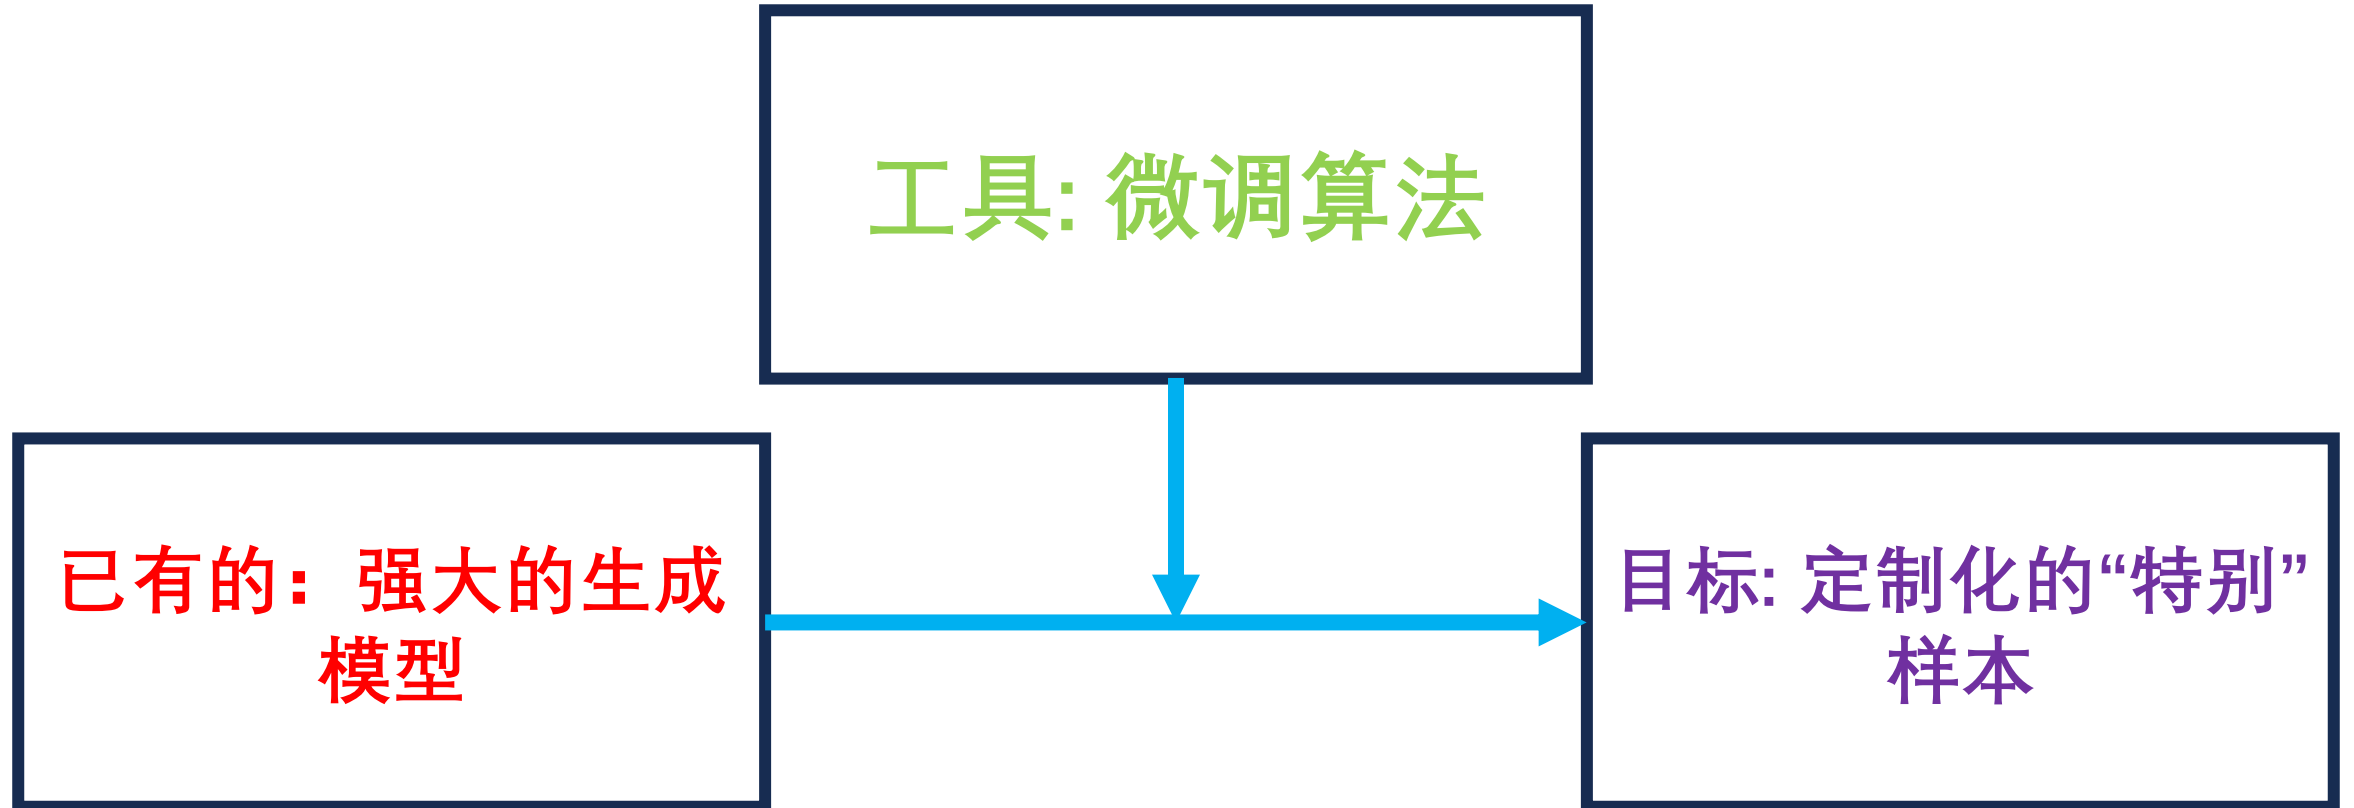 工具: 微调算法
已有的: 强大的生成
模型
目标: 定制化的“特别”
样本